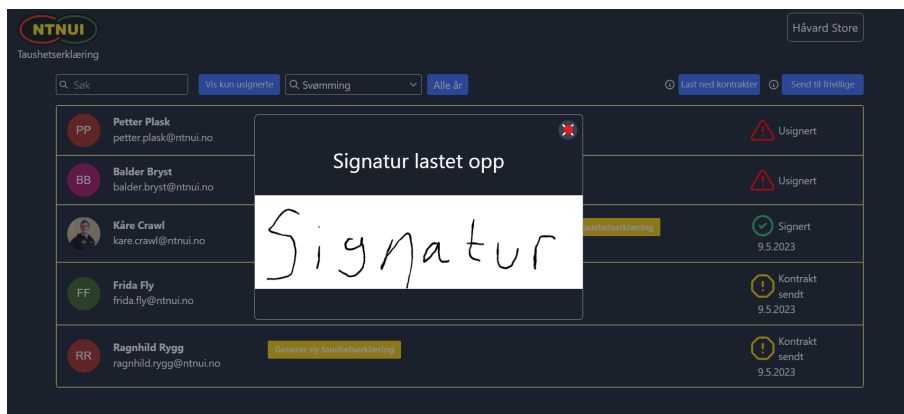 NTNUI
Taushetserklæring
Håvard Store
Søk
Vis kun usignerte
Svømming
Alle år
Last ned kontrakter
Send til frivillige
PP
Petter Plask
petter.plask@ntnui.no
Usignert
BB
Balder Bryst
balder.bryst@ntnui.no
Usignert
Signatur lastet opp
Signatur
Kåre Crawl
kare.crawl@ntnui.no
taushetserklæring
Signert
9.5.2023
FF
Frida Fly
frida.fly@ntnui.no
Kontrakt
sendt
9.5.2023
RR
Ragnhild Rygg
ragnhild.rygg@ntnui.no
Generer ny taushetserklæring
Kontrakt
sendt
9.5.2023